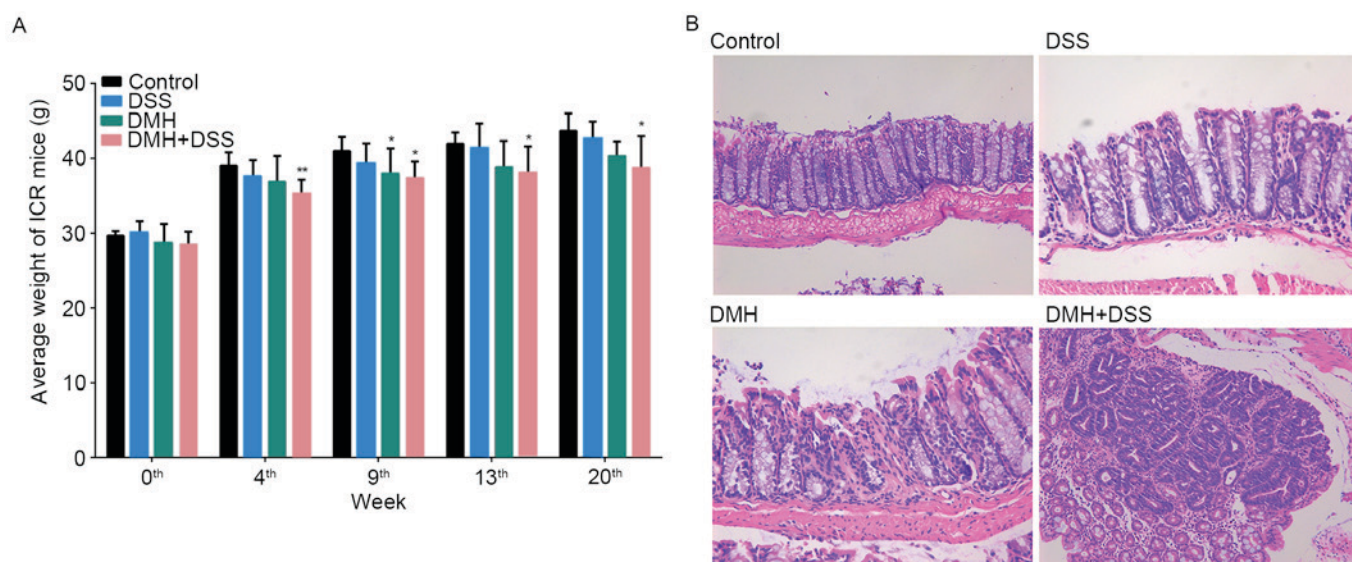 A
Average weight of ICR mice (g)
50
40
30
20
10
0
Control
DSS
DMH
DMH+DSS
**
*
*
*
*
0th
4th
9th
13th
20th
Week
B
Control
DSS
DMH
DMH+DSS